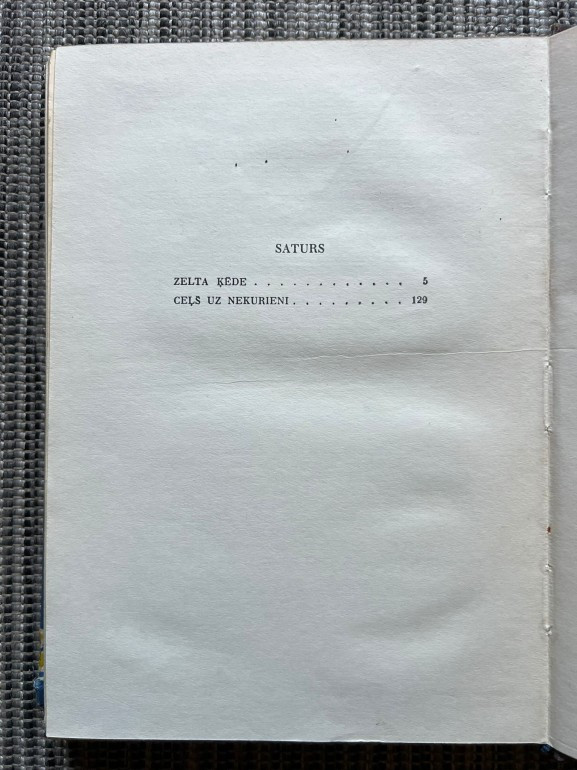 SATURS
ZELTA ĶĒDE . . . . . . . . . . . . 5
CEĻŠ UZ NEKURIENI . . . . . . . . . 129